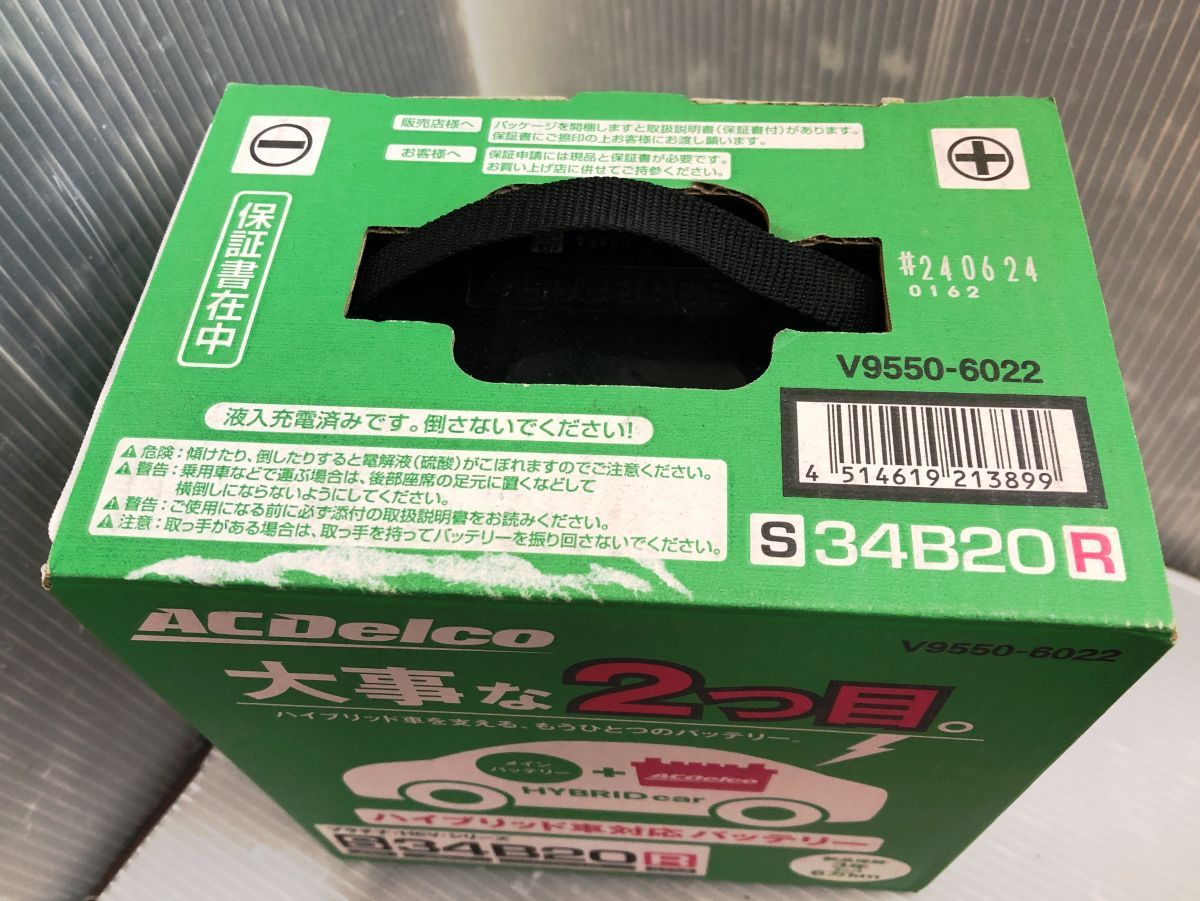 販売店様へ
パッケージを開梱しますと取扱説明書(保証書付)があります。
保証書にご捺印の上お客様にお渡し願います。
お客様へ
保証申請には現品と保証書が必要です。
お買い上げ店に併せてご持参ください。
保証書在中
#240624
0162
V9550-6022
4 514619 213899
S 34B20 R
液入充電済みです。倒さないでください!
危険:傾けたり、倒したりすると電解液(硫酸)がこぼれますのでご注意ください。
警告:乗用車などで運ぶ場合は、後部座席の足元に置くなどして
横倒しにならないようにしてください。
警告:ご使用になる前に必ず添付の取扱説明書をお読みください。
注意:取っ手がある場合は、取っ手を持ってバッテリーを振り回さないでください。
ACDelco
V9550-6022
大事な2つ目。
ハイブリッド車を支える、もうひとつのバッテリー。
メイン
バッテリー
+
ACDelco
HYBRID car
ハイブリッド車対応バッテリー
S 34B20 R
製品保証
6万km